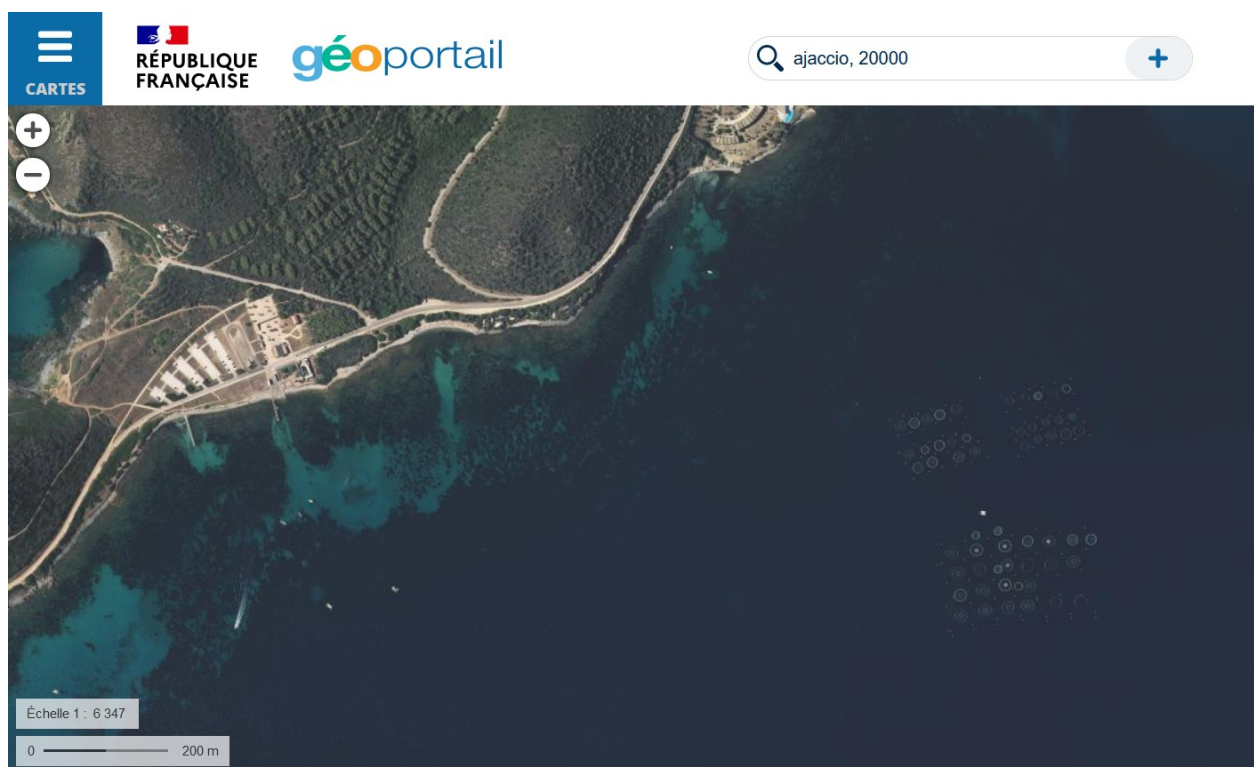 CARTES
RÉPUBLIQUE
FRANÇAISE
géoportail
ajaccio, 20000
Échelle 1 : 6 347
0 200 m